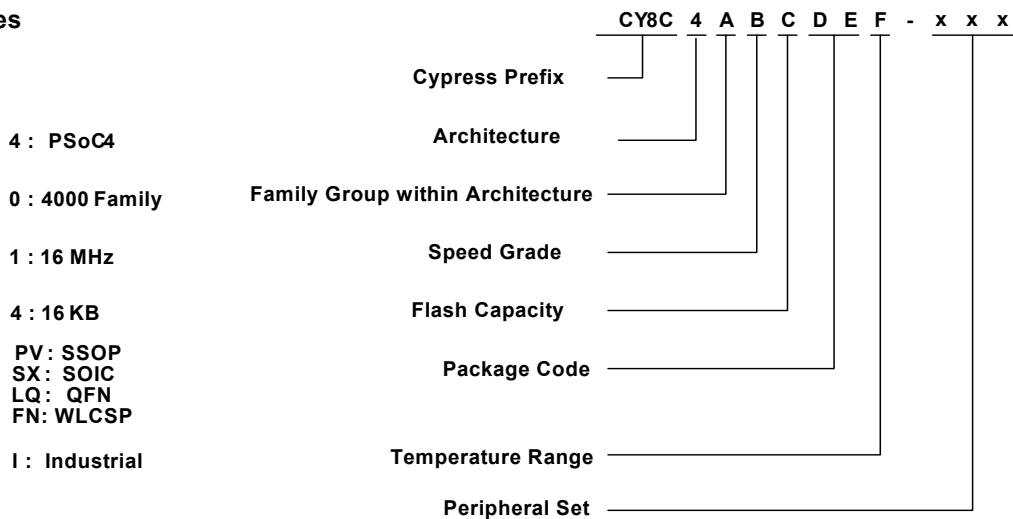 es
CY8C 4 A B C D E F - x x x
Cypress Prefix
4 : PSoC4 Architecture
0 : 4000 Family Family Group within Architecture
1 : 16 MHz Speed Grade
4 : 16 KB Flash Capacity
PV : SSOP
SX : SOIC
LQ : QFN
FN: WLCSP
Package Code
I : Industrial Temperature Range
Peripheral Set